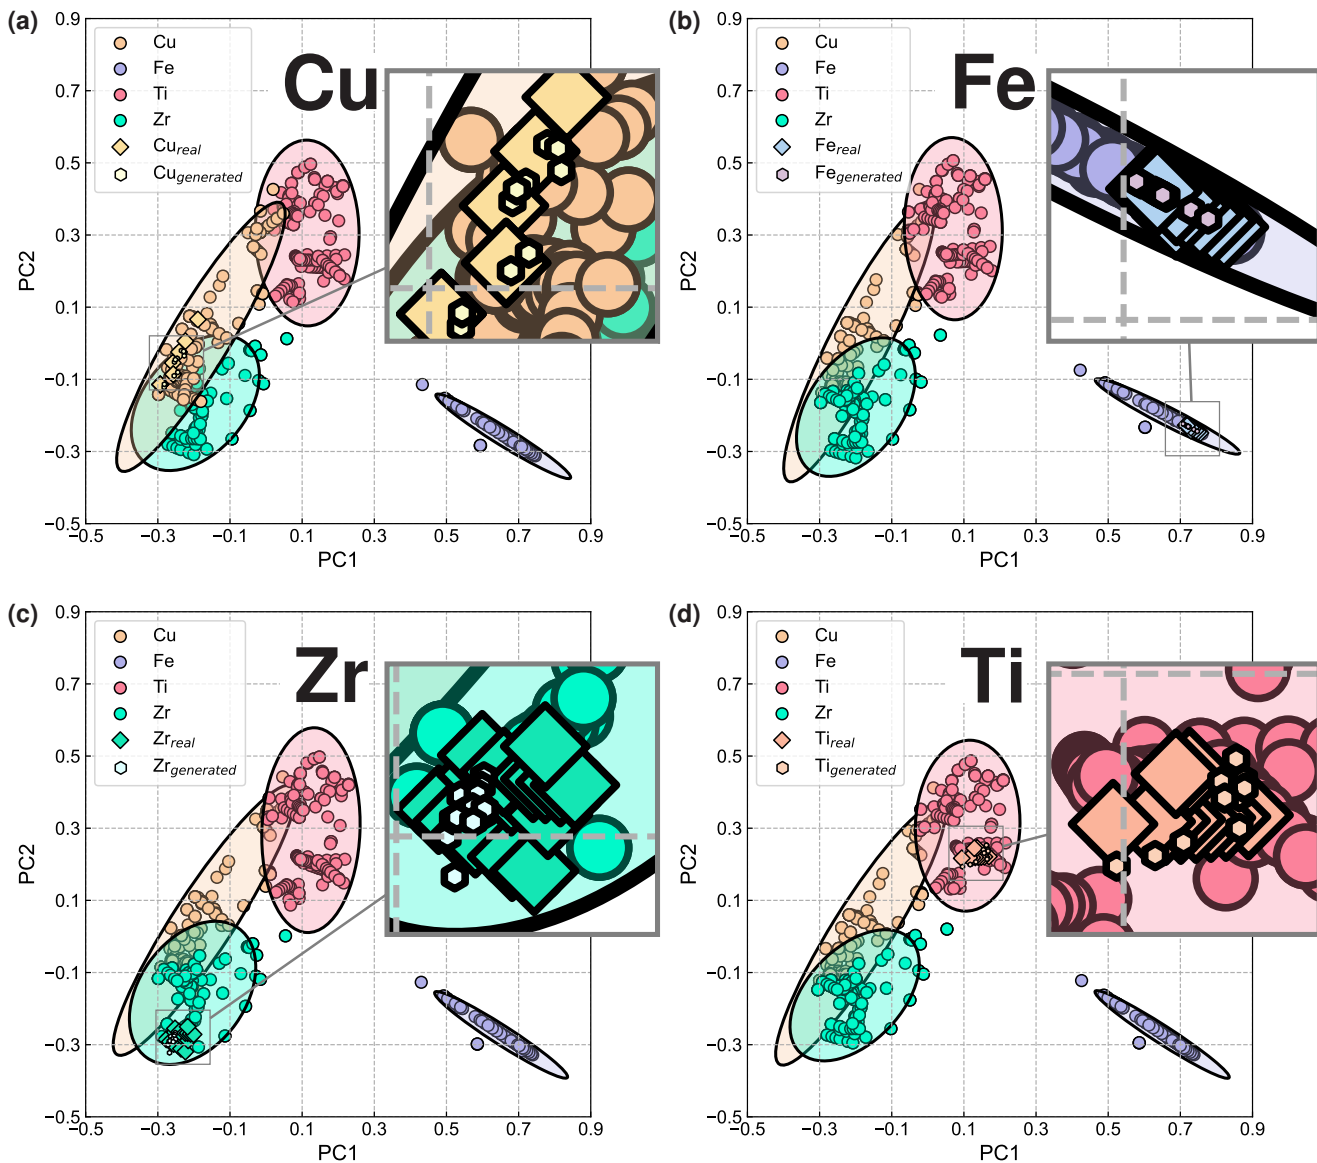 (a)
Cu
Fe
Ti
Zr
Cu_real
Cu_generated
Cu
0.9
0.7
0.5
0.3
0.1
−0.1
−0.3
−0.5
PC2
−0.5
−0.3
−0.1
0.1
0.3
0.5
0.7
0.9
PC1
(b)
Cu
Fe
Ti
Zr
Fe_real
Fe_generated
Fe
0.9
0.7
0.5
0.3
0.1
−0.1
−0.3
−0.5
PC2
−0.5
−0.3
−0.1
0.1
0.3
0.5
0.7
0.9
PC1
(c)
Cu
Fe
Ti
Zr
Zr_real
Zr_generated
Zr
0.9
0.7
0.5
0.3
0.1
−0.1
−0.3
−0.5
PC2
−0.5
−0.3
−0.1
0.1
0.3
0.5
0.7
0.9
PC1
(d)
Cu
Fe
Ti
Zr
Ti_real
Ti_generated
Ti
0.9
0.7
0.5
0.3
0.1
−0.1
−0.3
−0.5
PC2
−0.5
−0.3
−0.1
0.1
0.3
0.5
0.7
0.9
PC1